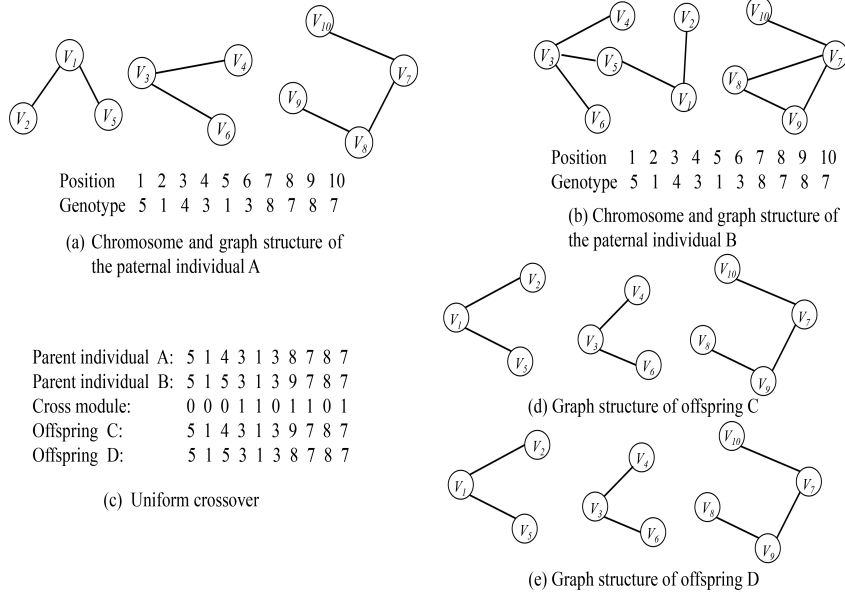 V1
V2
V5
V3
V4
V6
V10
V7
V9
V8
Position 1 2 3 4 5 6 7 8 9 10
Genotype 5 1 4 3 1 3 8 7 8 7
(a) Chromosome and graph structure of
the paternal individual A
V4
V2
V10
V3
V5
V7
V8
V1
V6
V9
Position 1 2 3 4 5 6 7 8 9 10
Genotype 5 1 4 3 1 3 8 7 8 7
(b) Chromosome and graph structure of
the paternal individual B
Parent individual A: 5 1 4 3 1 3 8 7 8 7
Parent individual B: 5 1 5 3 1 3 9 7 8 7
Cross module: 0 0 0 1 1 0 1 1 0 1
Offspring C: 5 1 4 3 1 3 9 7 8 7
Offspring D: 5 1 5 3 1 3 8 7 8 7
(c) Uniform crossover
V10
V2
V4
V1
V7
V3
V8
V5
V6
V9
(d) Graph structure of offspring C
V10
V2
V4
V1
V7
V3
V8
V5
V6
V9
(e) Graph structure of offspring D